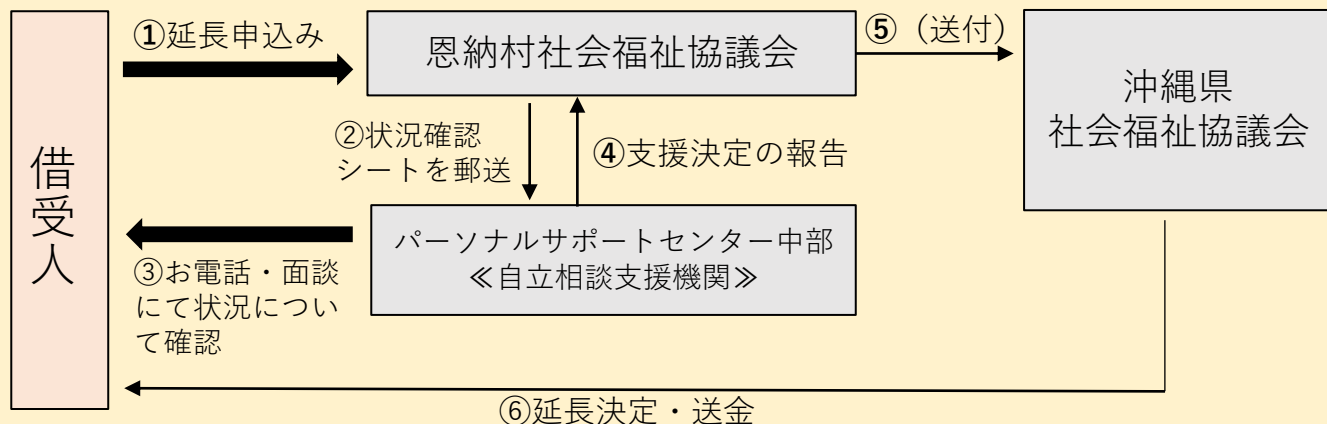 ①延長申込み
恩納村社会福祉協議会
⑤（送付）
沖縄県
社会福祉協議会
借受人
②状況確認
シートを郵送
④支援決定の報告
パーソナルサポートセンター中部
≪自立相談支援機関≫
③お電話・面談
にて状況につい
て確認
⑥延長決定・送金